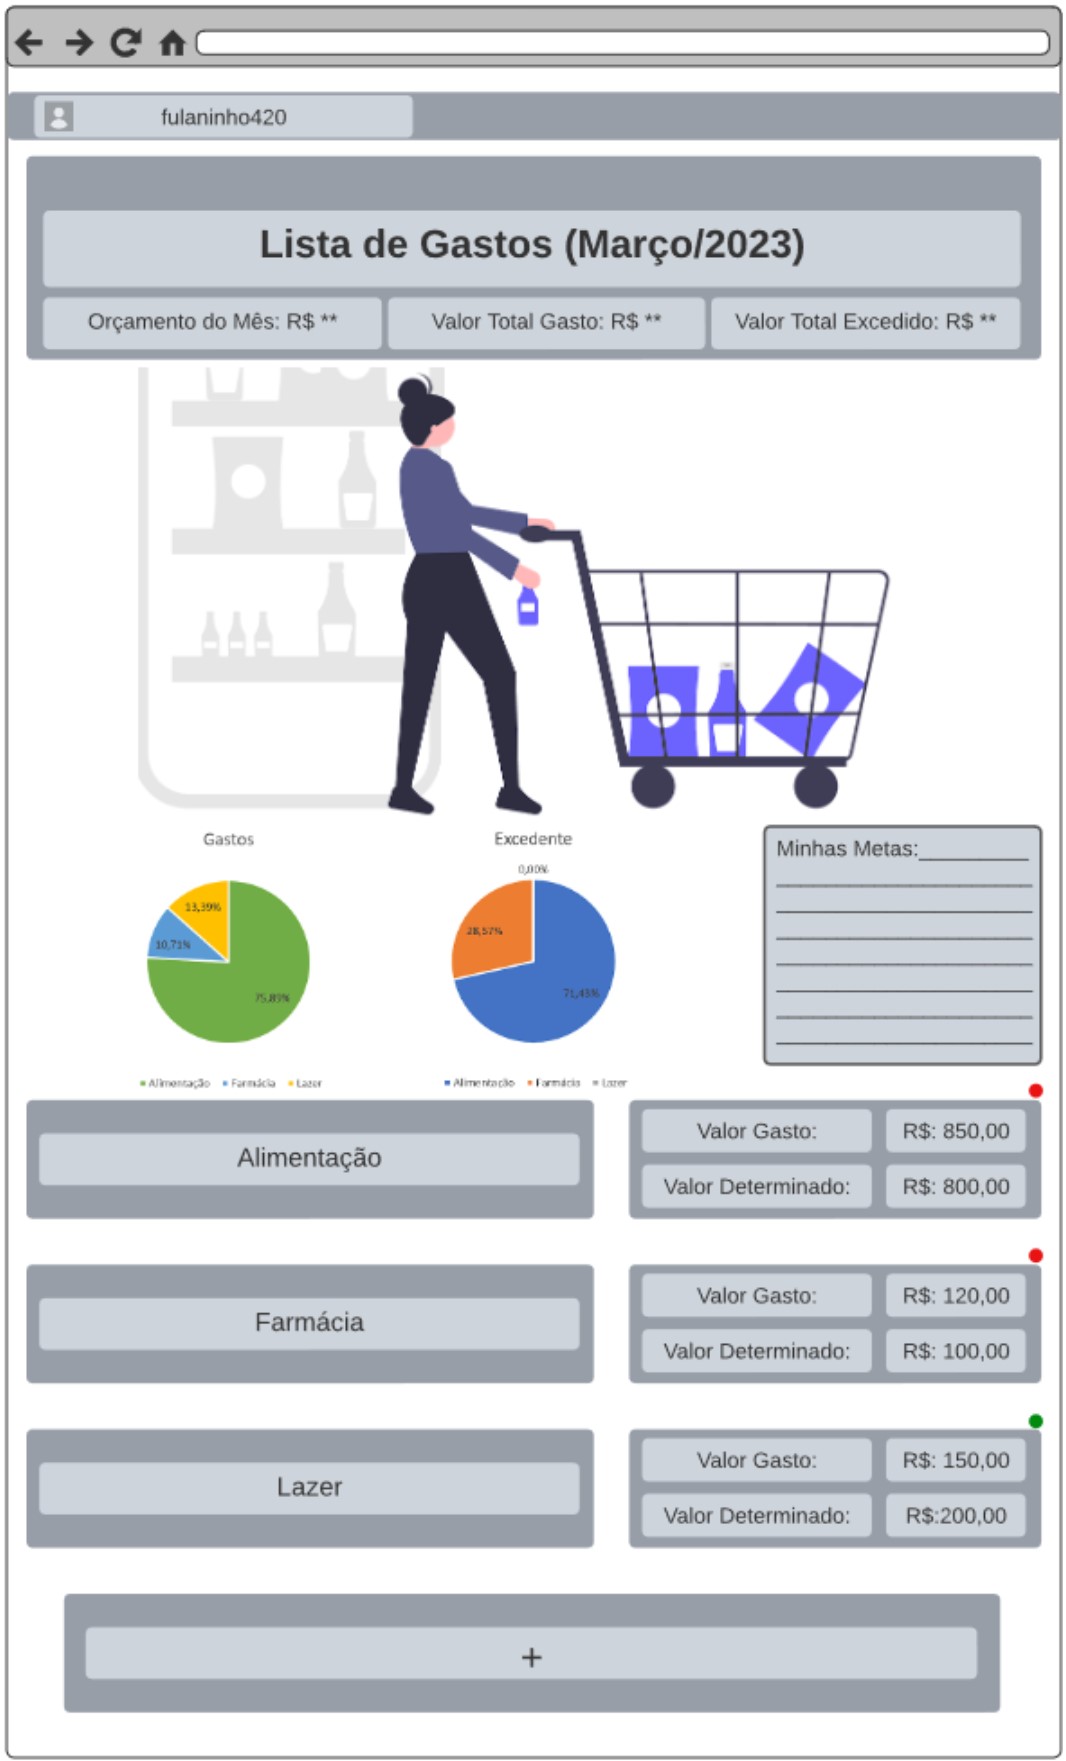 fulaninho420
Lista de Gastos (Março/2023)
Orçamento do Mês: R$ **
Valor Total Gasto: R$ **
Valor Total Excedido: R$ **
Gastos
13,39%
10,71%
75,89%
Alimentação Farmácia Lazer
Excedente
0,00%
28,57%
71,43%
Alimentação Farmácia Lazer
Minhas Metas:_________
Alimentação
Valor Gasto: R$: 850,00
Valor Determinado: R$: 800,00
Farmácia
Valor Gasto: R$: 120,00
Valor Determinado: R$: 100,00
Lazer
Valor Gasto: R$: 150,00
Valor Determinado: R$:200,00
+